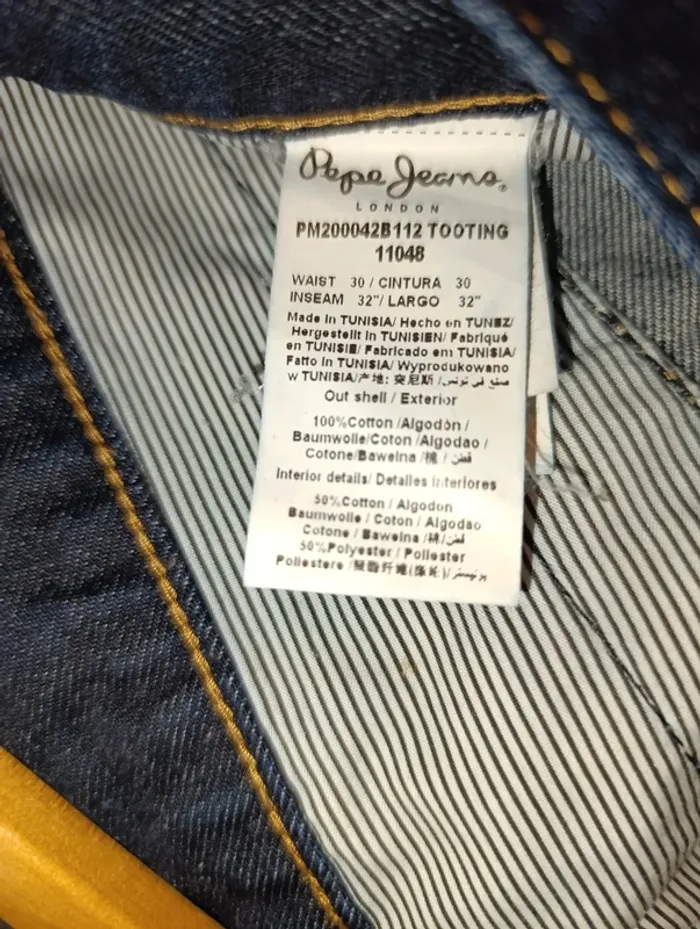 Pepe Jeans
LONDON
PM200042B112 TOOTING
11048
WAIST 30 / CINTURA 30
INSEAM 32"/ LARGO 32"
Made in TUNISIA/ Hecho en TUNEZ/
Hergestellt in TUNISIEN/ Fabriqué
en TUNISIE/ Fabricado em TUNISIA/
Fatto in TUNISIA/ Wyprodukowano
w TUNISIA/产地: 突尼斯 /صنع في تونس
Out shell / Exterior
100%Cotton /Algodón /
Baumwolle/Coton /Algodao /
Cotone/Bawelna /棉 / قطن
Interior details/ Detalles interiores
50%Cotton / Algodon
Baumwolle / Coton / Algodao
Cotone / Bawelna /棉/قطن
50%Polyester / Poliester
Poliestere /聚酯纤维(涤纶)/